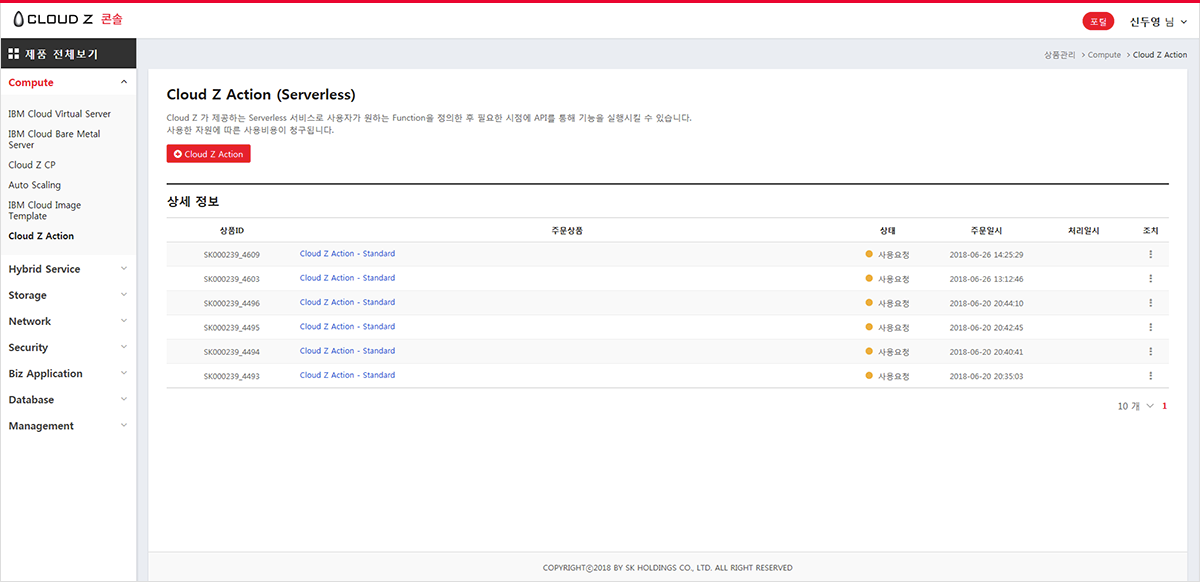 CLOUD Z 콘솔
포털
신두영 님
제품 전체보기
상품관리 > Compute > Cloud Z Action
Compute
IBM Cloud Virtual Server
IBM Cloud Bare Metal
Server
Cloud Z CP
Auto Scaling
IBM Cloud Image
Template
Cloud Z Action
Hybrid Service
Storage
Network
Security
Biz Application
Database
Management
Cloud Z Action (Serverless)
Cloud Z 가 제공하는 Serverless 서비스로 사용자가 원하는 Function을 정의한 후 필요한 시점에 API를 통해 기능을 실행시킬 수 있습니다.
사용한 자원에 따른 사용비용이 청구됩니다.
Cloud Z Action
상세 정보
상품ID 주문상품 상태 주문일시 처리일시 조치
SK000239_4609 Cloud Z Action - Standard 사용요청 2018-06-26 14:25:29
SK000239_4603 Cloud Z Action - Standard 사용요청 2018-06-26 13:12:46
SK000239_4496 Cloud Z Action - Standard 사용요청 2018-06-20 20:44:10
SK000239_4495 Cloud Z Action - Standard 사용요청 2018-06-20 20:42:45
SK000239_4494 Cloud Z Action - Standard 사용요청 2018-06-20 20:40:41
SK000239_4493 Cloud Z Action - Standard 사용요청 2018-06-20 20:35:03
10 개 1
COPYRIGHTⓒ2018 BY SK HOLDINGS CO., LTD. ALL RIGHT RESERVED